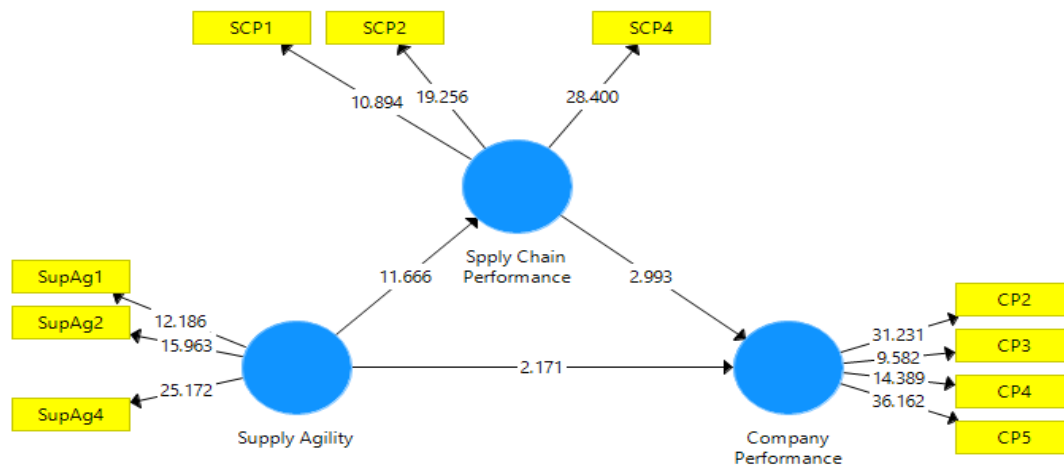 SCP1
SCP2
SCP4
10.894
19.256
28.400
Spply Chain
Performance
11.666
2.993
SupAg1
SupAg2
SupAg4
12.186
15.963
25.172
Supply Agility
2.171
Company
Performance
31.231
9.582
14.389
36.162
CP2
CP3
CP4
CP5